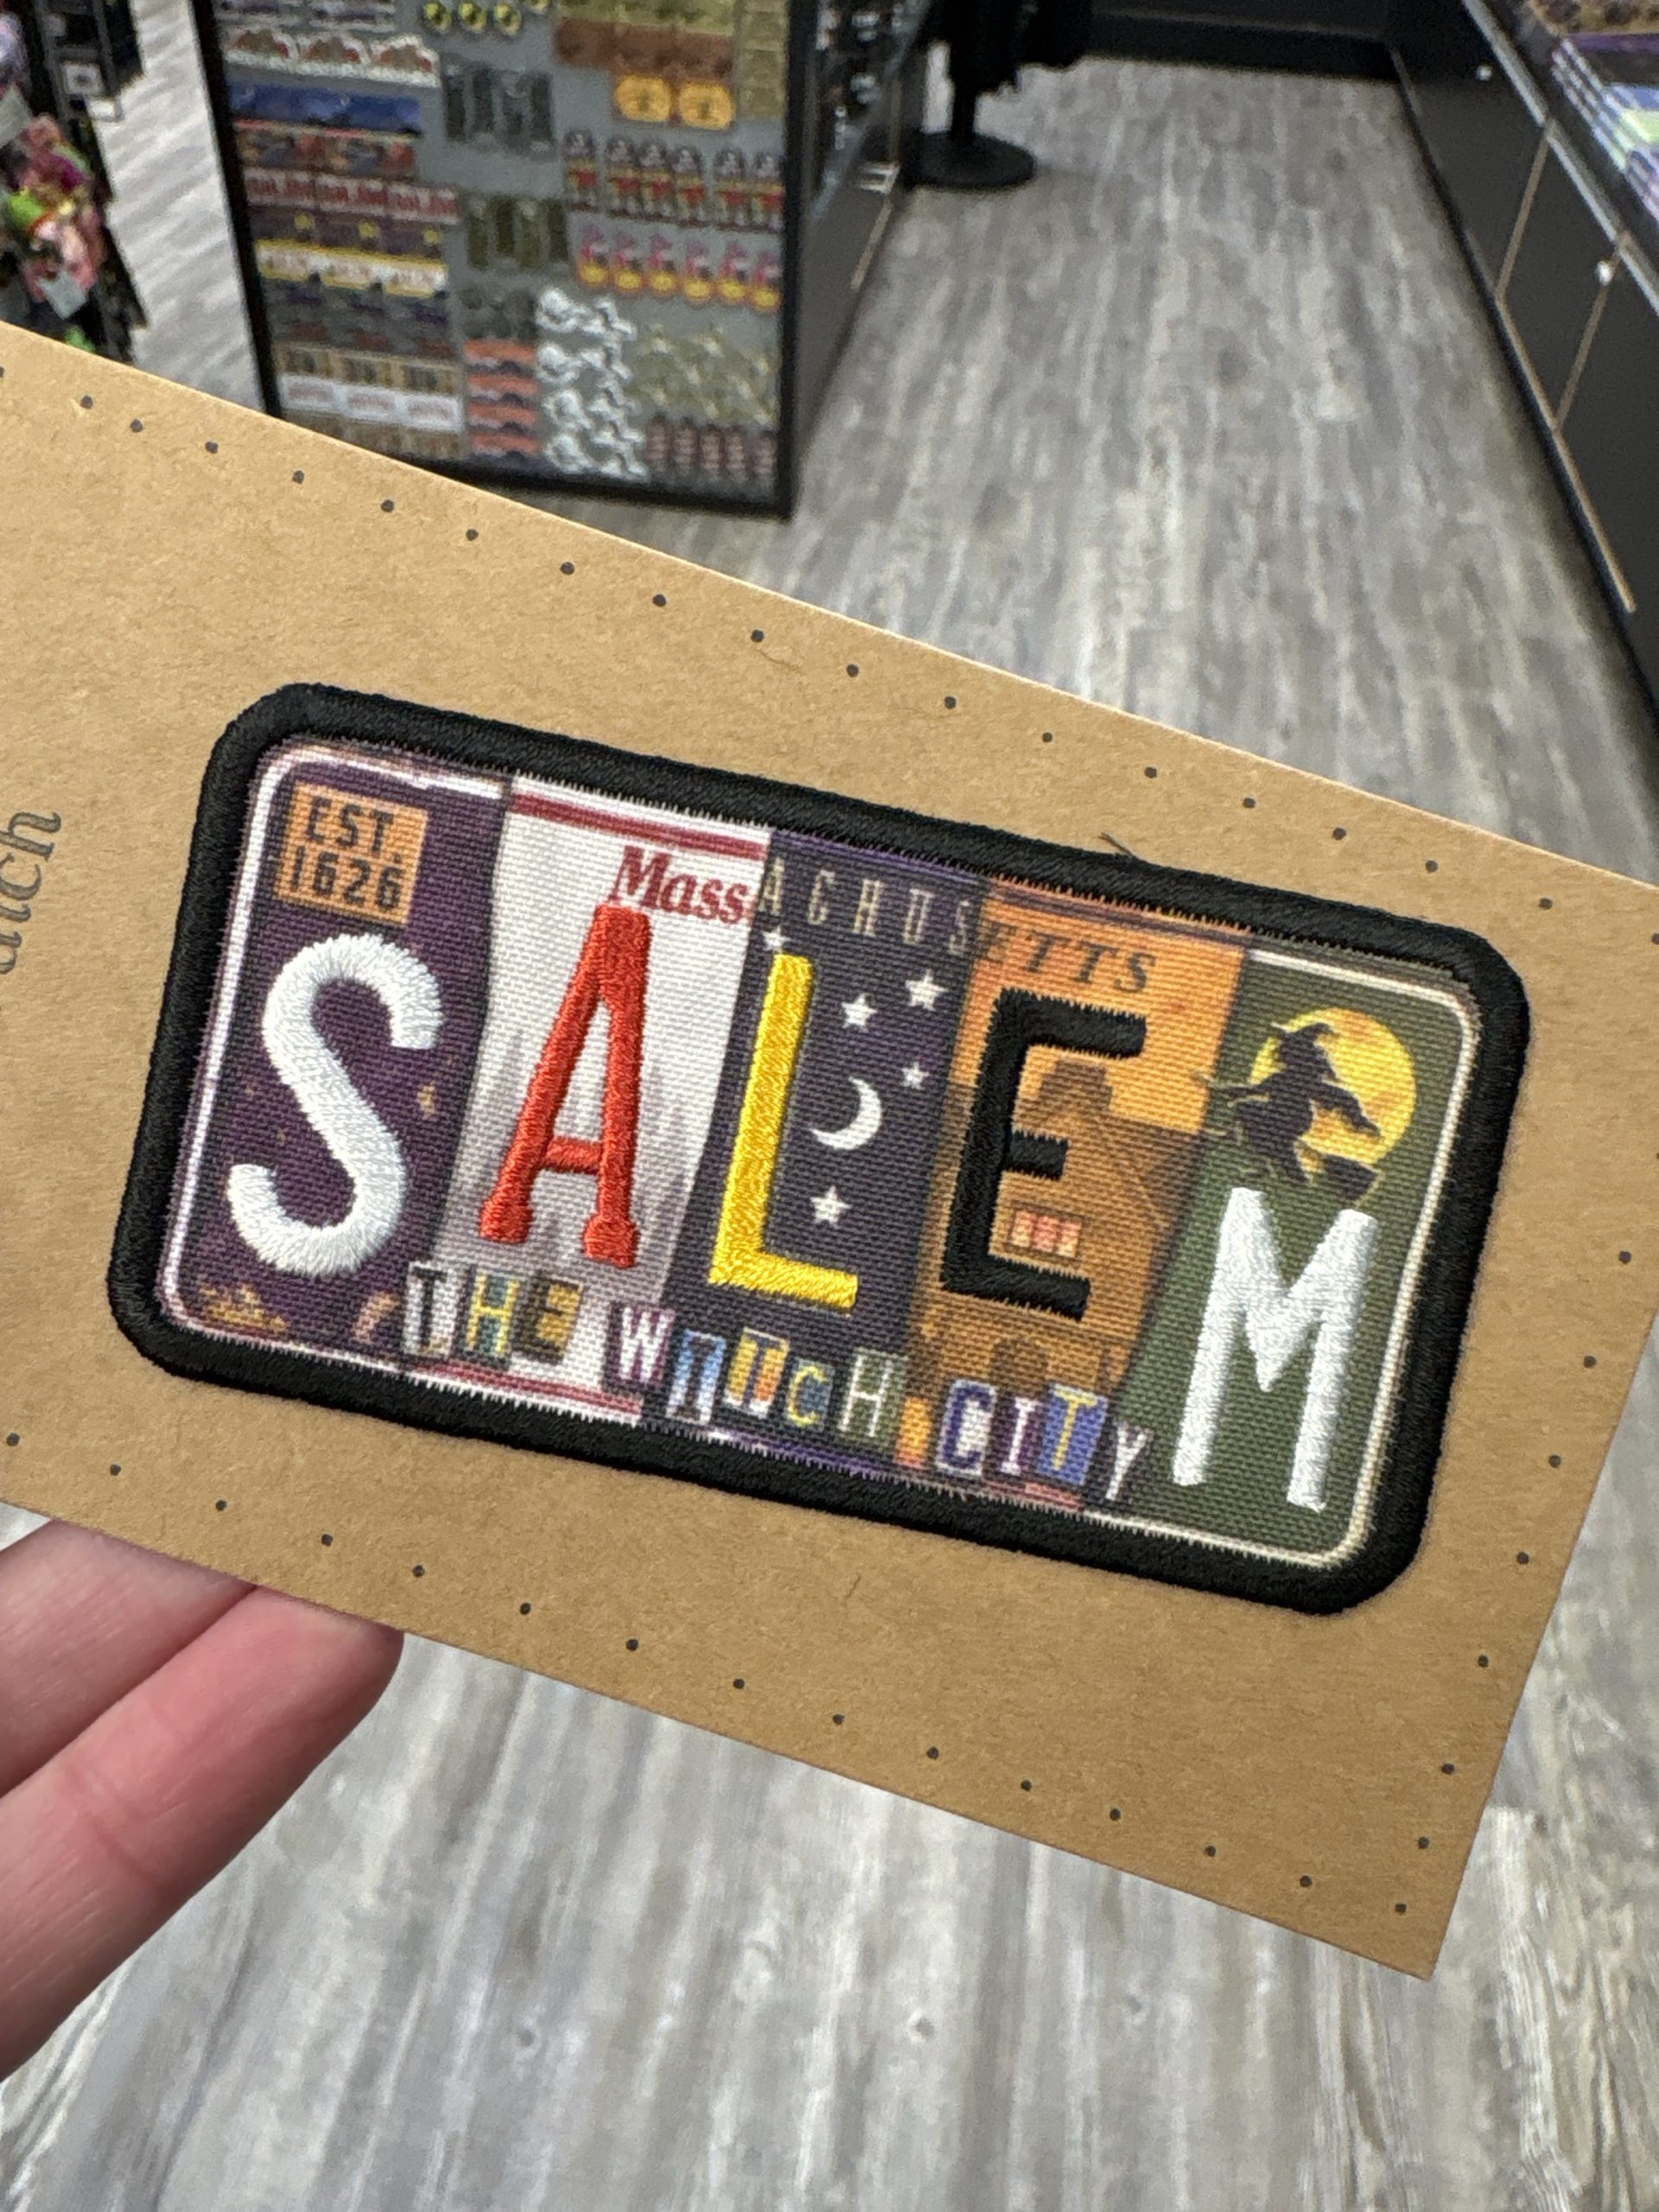 EST.
1626
MassACHUSETTS
SALEM
THE WITCH CITY